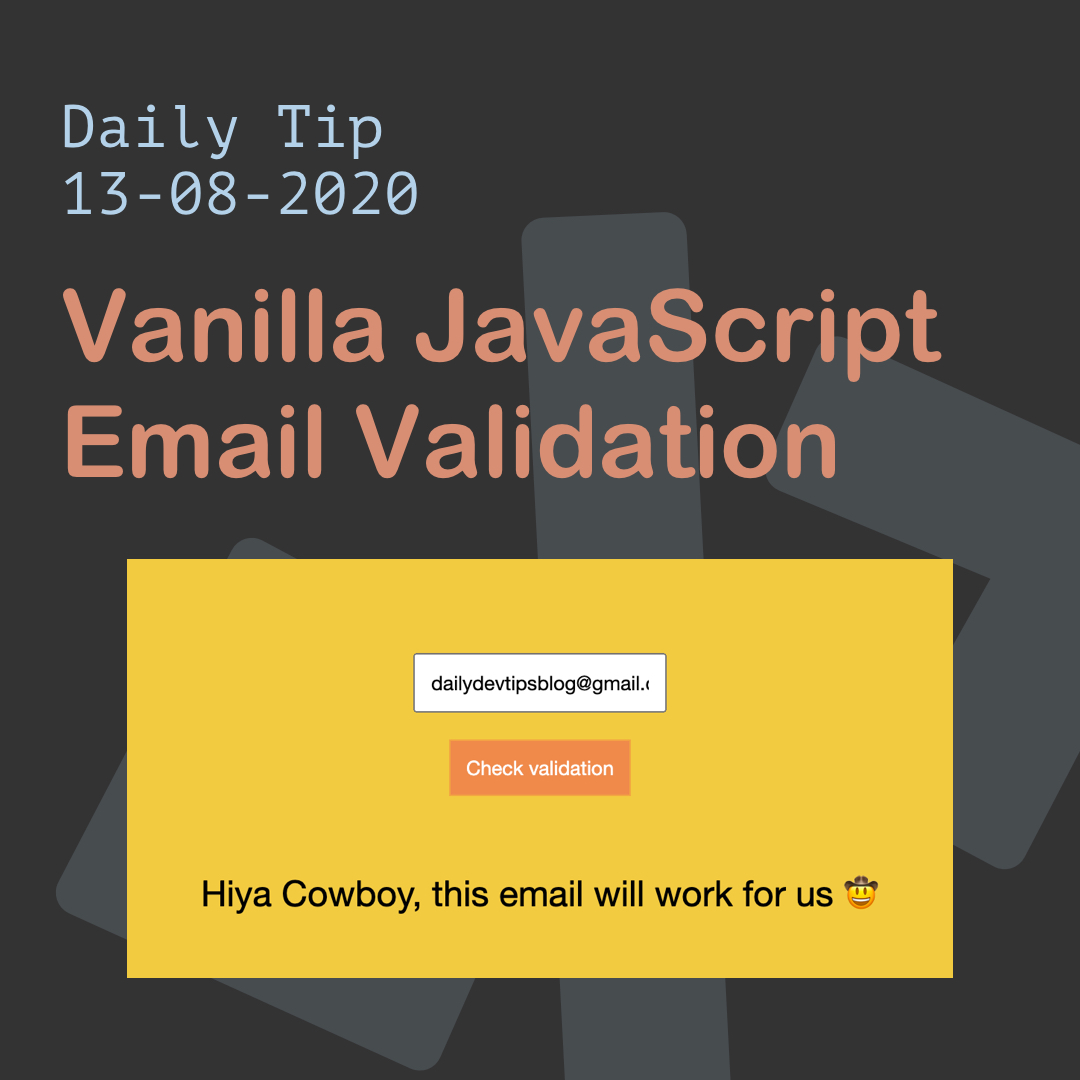 Daily Tip
13-08-2020
Vanilla JavaScript
Email Validation
dailydevtipsblog@gmail.
Check validation
Hiya Cowboy, this email will work for us 🤠